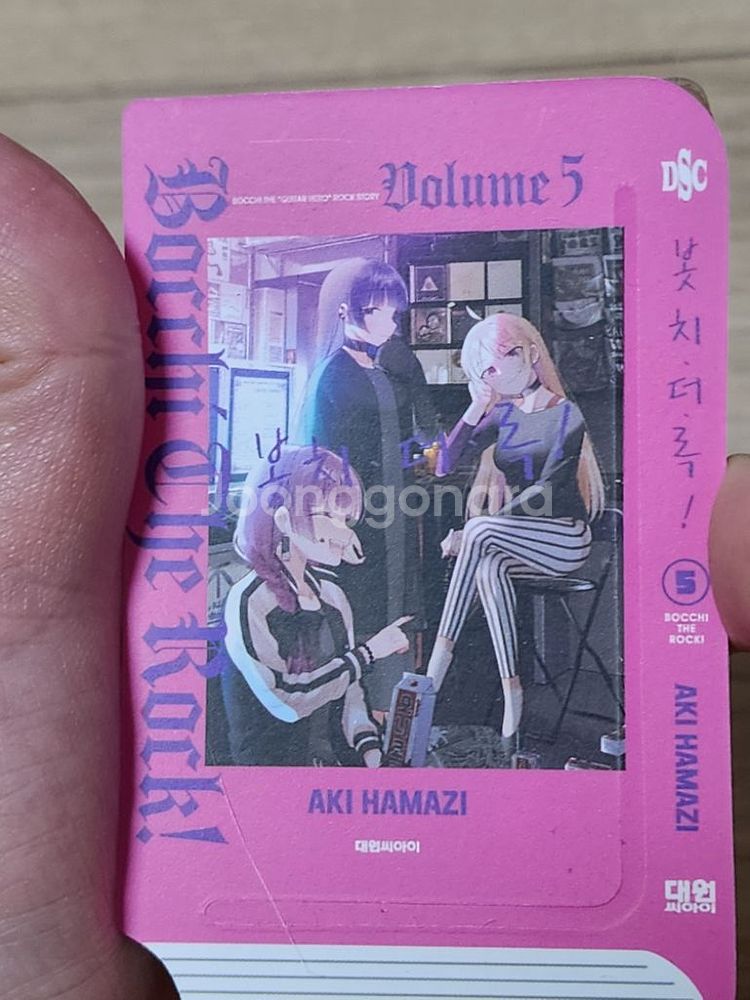 Bocchi The Rock!
BOCCHI THE "GUITAR HERO" ROCK STORY
Volume 5
봇치 더 록!
Joonggonara
AKI HAMAZI
대원씨아이
DSC
봇치·더·록!
5
BOCCHI
THE
ROCK!
AKI HAMAZI
대원
씨아이